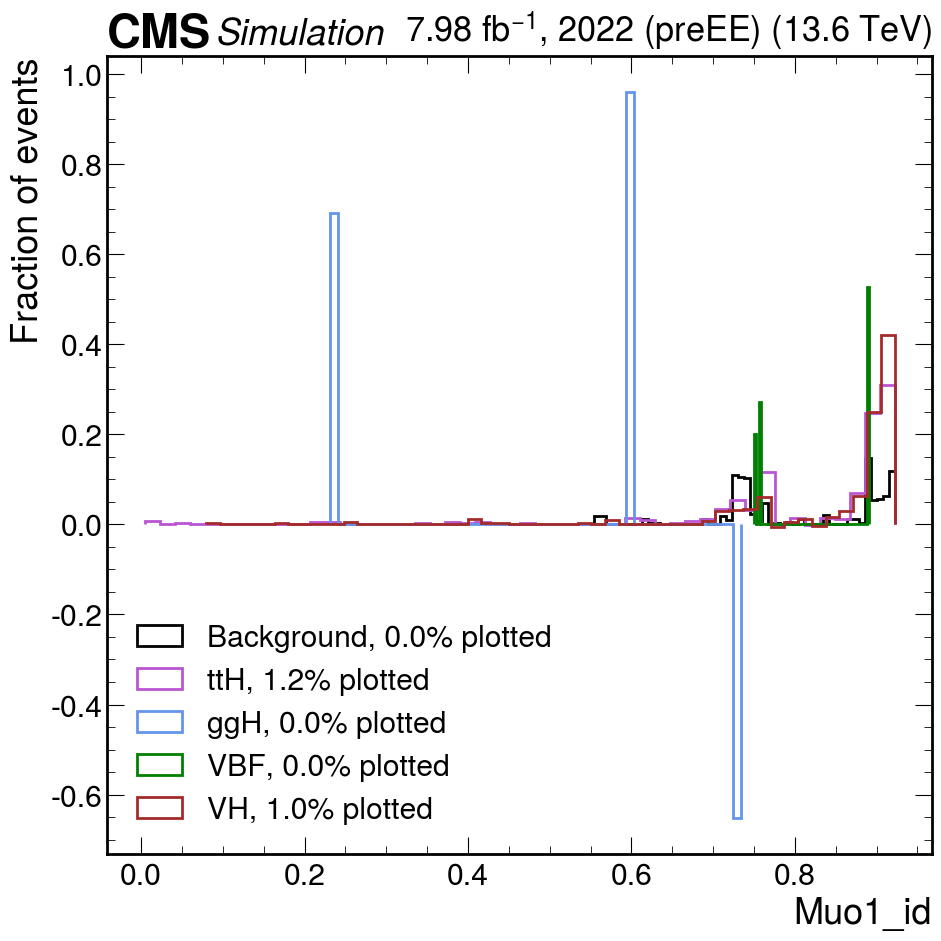 CMS Simulation 7.98 fb⁻¹, 2022 (preEE) (13.6 TeV)
Fraction of events
1.0
0.8
0.6
0.4
0.2
0.0
-0.2
-0.4
-0.6
Background, 0.0% plotted
ttH, 1.2% plotted
ggH, 0.0% plotted
VBF, 0.0% plotted
VH, 1.0% plotted
0.0 0.2 0.4 0.6 0.8
Muo1_id